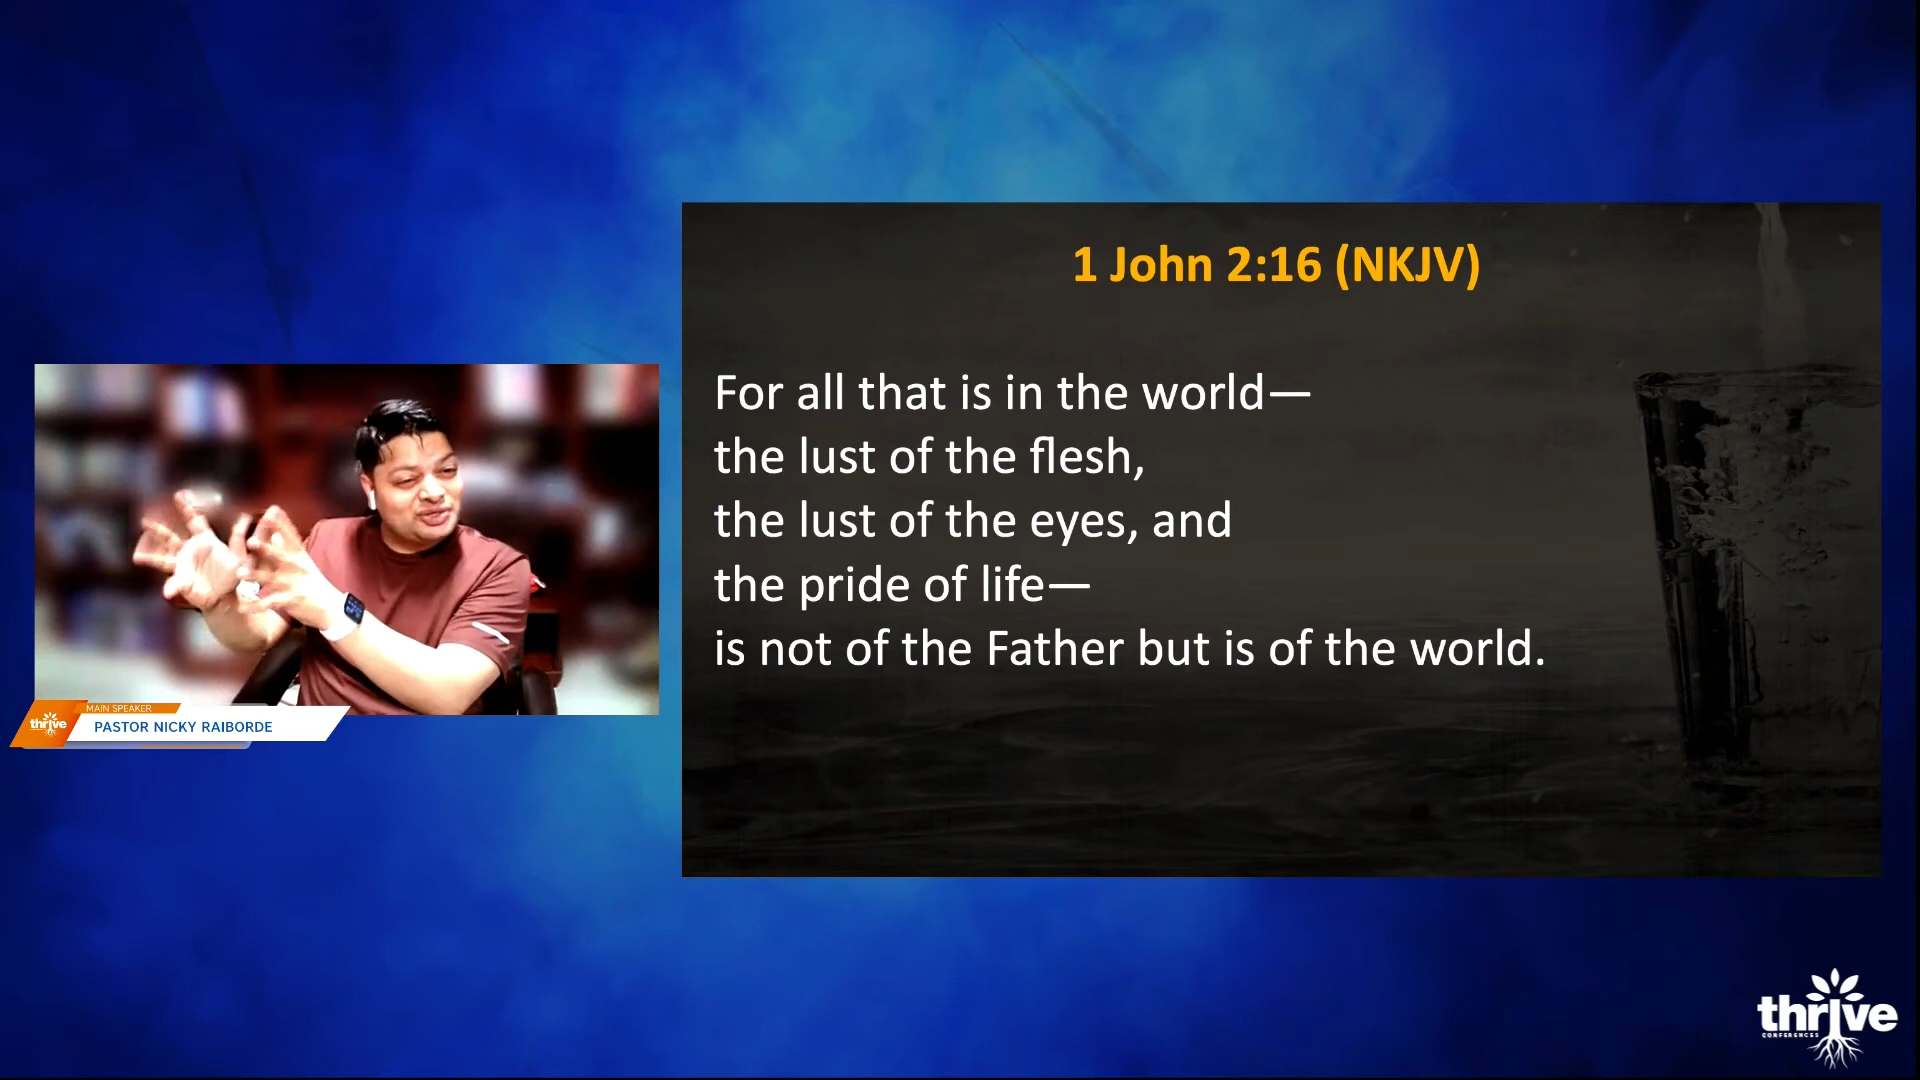 1 John 2:16 (NKJV)
For all that is in the world—
the lust of the flesh,
the lust of the eyes, and
the pride of life—
is not of the Father but is of the world.
MAIN SPEAKER
thrive
PASTOR NICKY RAIBORDE
thrive
CONFERENCES